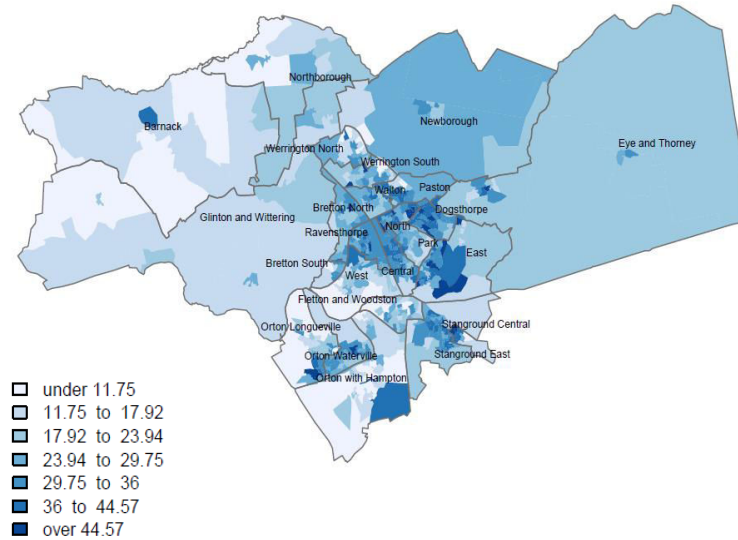 Northborough
Barnack
Newborough
Eye and Thorney
Werrington North
Werrington South
Walton
Paston
Bretton North
Dogsthorpe
Glinton and Wittering
Ravensthorpe
North
Park
East
Bretton South
West
Central
Fletton and Woodston
Orton Longueville
Stanground Central
Orton Waterville
Stanground East
Orton with Hampton
under 11.75
11.75 to 17.92
17.92 to 23.94
23.94 to 29.75
29.75 to 36
36 to 44.57
over 44.57